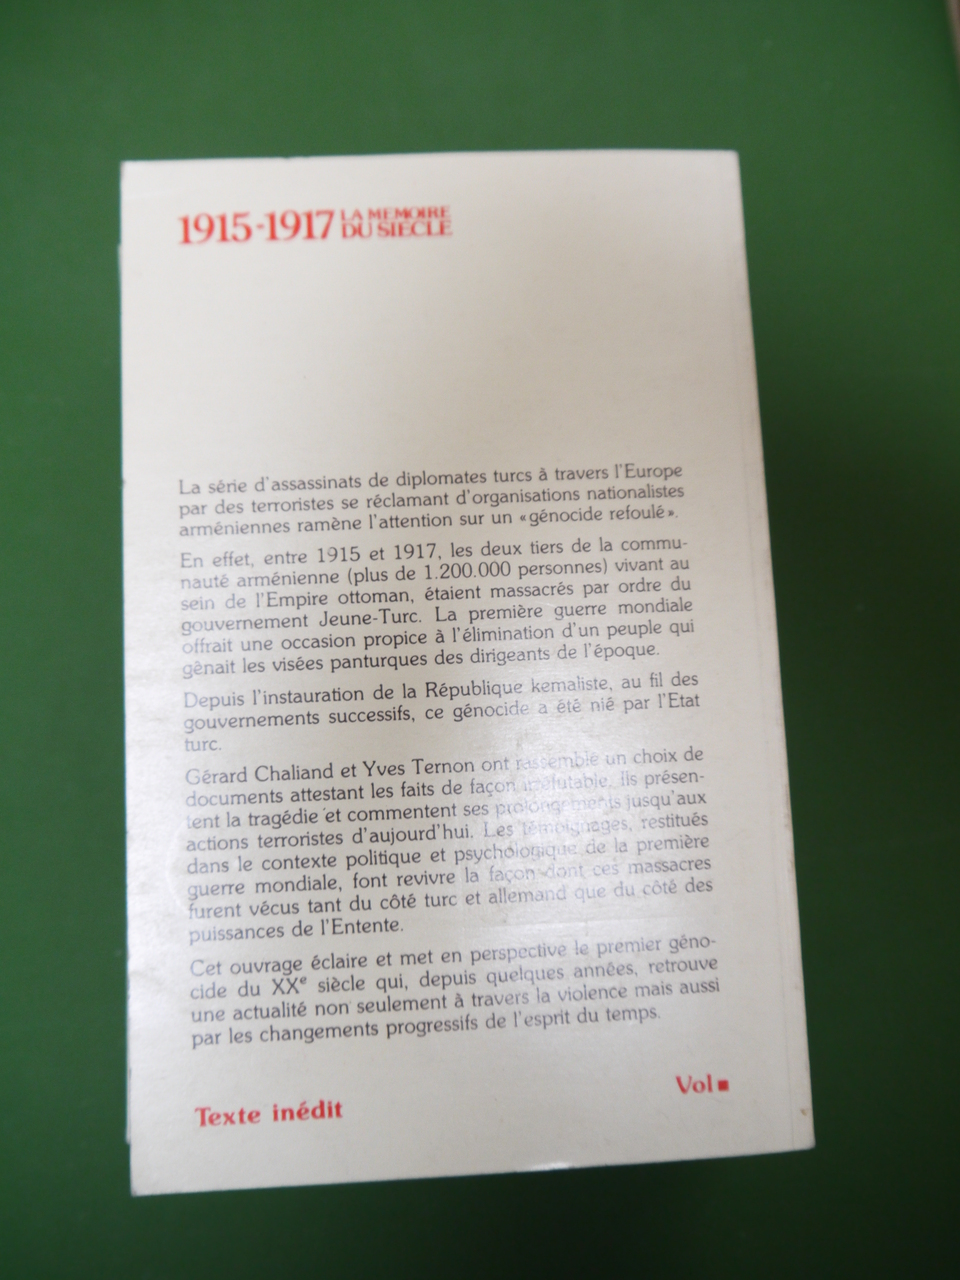 1915-1917 LA MEMOIRE
DU SIECLE
La série d'assassinats de diplomates turcs à travers l'Europe
par des terroristes se réclamant d'organisations nationalistes
arméniennes ramène l'attention sur un «génocide refoulé».
En effet, entre 1915 et 1917, les deux tiers de la commu-
nauté arménienne (plus de 1.200.000 personnes) vivant au
sein de l'Empire ottoman, étaient massacrés par ordre du
gouvernement Jeune-Turc. La première guerre mondiale
offrait une occasion propice à l'élimination d'un peuple qui
gênait les visées panturques des dirigeants de l'époque.
Depuis l'instauration de la République kemaliste, au fil des
gouvernements successifs, ce génocide a été nié par l'Etat
turc.
Gérard Chaliand et Yves Ternon ont rassemblé un choix de
documents attestant les faits de façon irréfutable. Ils présen-
tent la tragédie et commentent ses prolongements jusqu'aux
actions terroristes d'aujourd'hui. Les témoignages, restitués
dans le contexte politique et psychologique de la première
guerre mondiale, font revivre la façon dont ces massacres
furent vécus tant du côté turc et allemand que du côté des
puissances de l'Entente.
Cet ouvrage éclaire et met en perspective le premier géno-
cide du XXe siècle qui, depuis quelques années, retrouve
une actualité non seulement à travers la violence mais aussi
par les changements progressifs de l'esprit du temps.
Vol■
Texte inédit